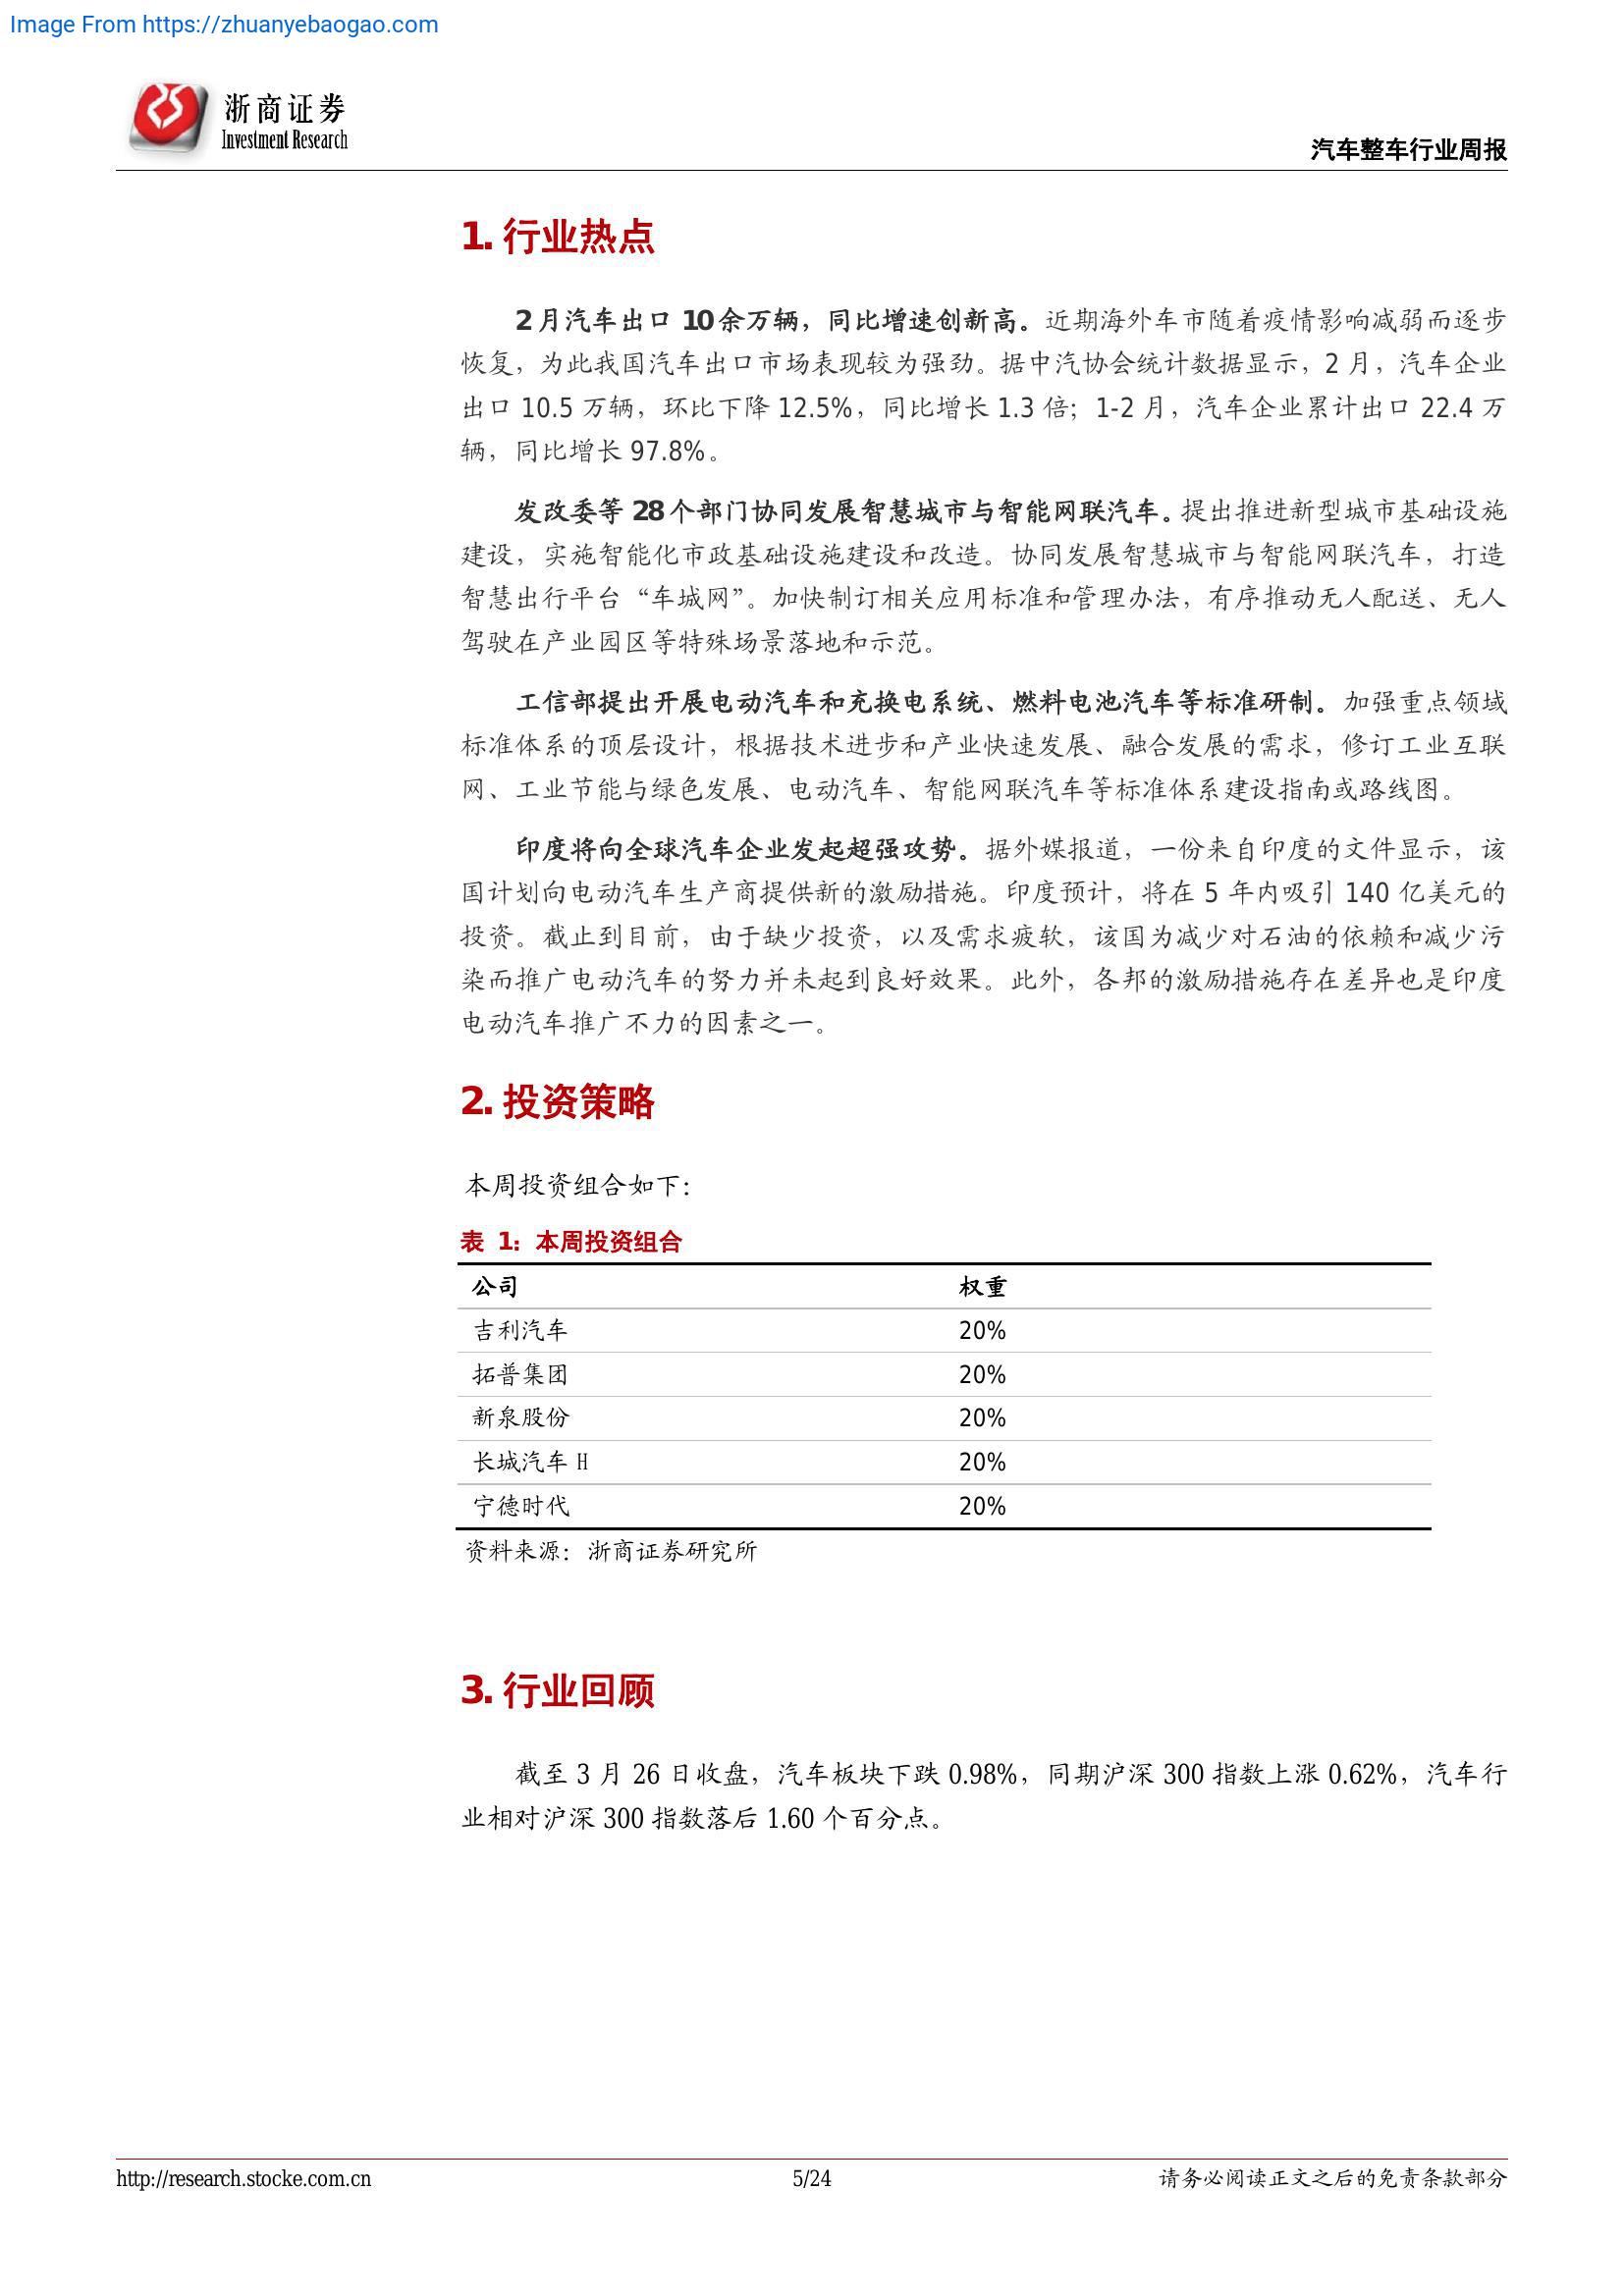 Image From https://zhuanyebaogao.com
浙商证券
Investment Research
汽车整车行业周报
1. 行业热点
2 月汽车出口 10 余万辆，同比增速创新高。近期海外车市随着疫情影响减弱而逐步
恢复，为此我国汽车出口市场表现较为强劲。据中汽协会统计数据显示，2 月，汽车企业
出口 10.5 万辆，环比下降 12.5%，同比增长 1.3 倍；1-2 月，汽车企业累计出口 22.4 万
辆，同比增长 97.8%。
发改委等 28 个部门协同发展智慧城市与智能网联汽车。提出推进新型城市基础设施
建设，实施智能化市政基础设施建设和改造。协同发展智慧城市与智能网联汽车，打造
智慧出行平台“车城网”。加快制订相关应用标准和管理办法，有序推动无人配送、无人
驾驶在产业园区等特殊场景落地和示范。
工信部提出开展电动汽车和充换电系统、燃料电池汽车等标准研制。加强重点领域
标准体系的顶层设计，根据技术进步和产业快速发展、融合发展的需求，修订工业互联
网、工业节能与绿色发展、电动汽车、智能网联汽车等标准体系建设指南或路线图。
印度将向全球汽车企业发起超强攻势。据外媒报道，一份来自印度的文件显示，该
国计划向电动汽车生产商提供新的激励措施。印度预计，将在 5 年内吸引 140 亿美元的
投资。截止到目前，由于缺少投资，以及需求疲软，该国为减少对石油的依赖和减少污
染而推广电动汽车的努力并未起到良好效果。此外，各邦的激励措施存在差异也是印度
电动汽车推广不力的因素之一。
2. 投资策略
本周投资组合如下：
表 1：本周投资组合
公司 权重
吉利汽车 20%
拓普集团 20%
新泉股份 20%
长城汽车 H 20%
宁德时代 20%
资料来源：浙商证券研究所
3. 行业回顾
截至 3 月 26 日收盘，汽车板块下跌 0.98%，同期沪深 300 指数上涨 0.62%，汽车行
业相对沪深 300 指数落后 1.60 个百分点。
http://research.stocke.com.cn 5/24 请务必阅读正文之后的免责条款部分